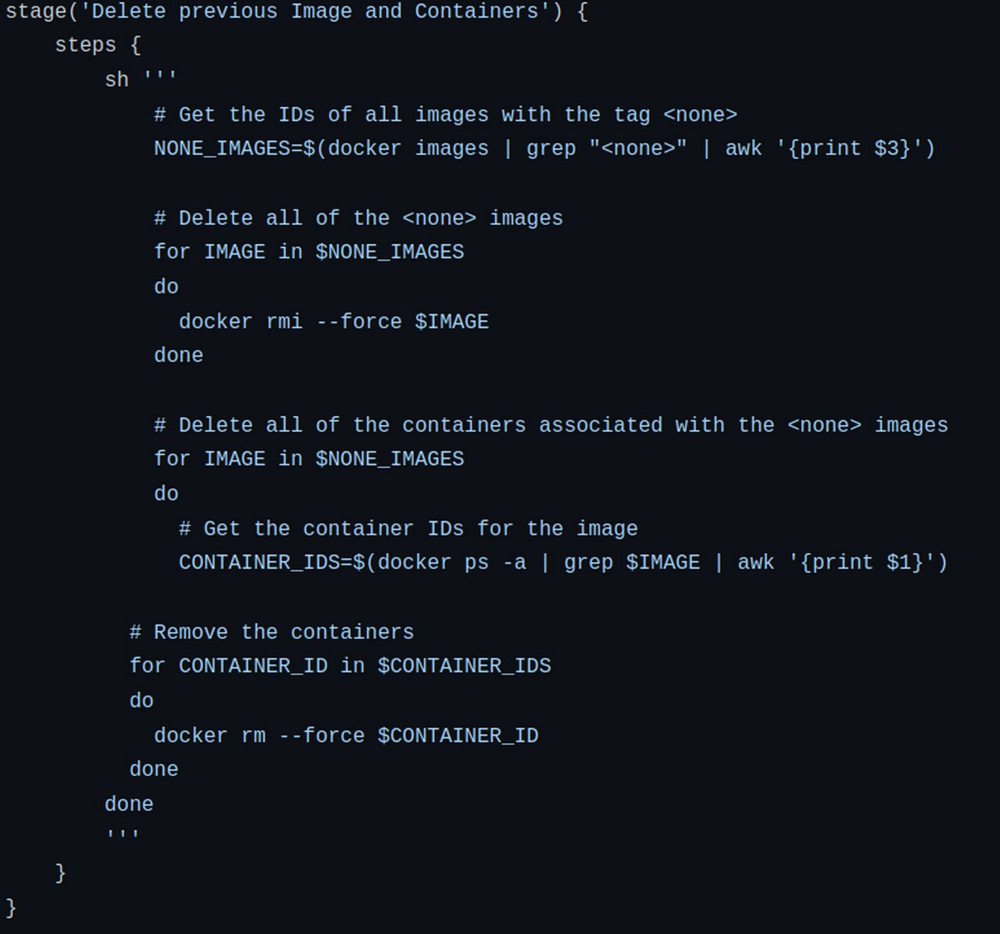 stage('Delete previous Image and Containers') {
    steps {
        sh '''
            # Get the IDs of all images with the tag <none>
            NONE_IMAGES=$(docker images | grep "<none>" | awk '{print $3}')

            # Delete all of the <none> images
            for IMAGE in $NONE_IMAGES
            do
              docker rmi --force $IMAGE
            done

            # Delete all of the containers associated with the <none> images
            for IMAGE in $NONE_IMAGES
            do
              # Get the container IDs for the image
              CONTAINER_IDS=$(docker ps -a | grep $IMAGE | awk '{print $1}')

          # Remove the containers
          for CONTAINER_ID in $CONTAINER_IDS
          do
            docker rm --force $CONTAINER_ID
          done
        done
        '''
    }
}